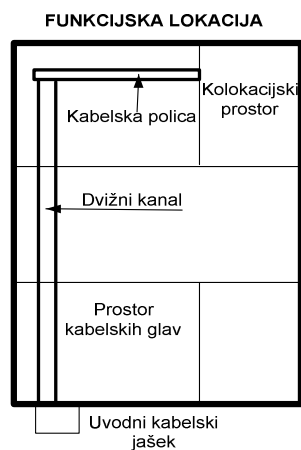 FUNKCIJSKA LOKACIJA
Kolokacijski
prostor
Kabelska polica
Dvižni kanal
Prostor
kabelskih glav
Uvodni kabelski
jašek